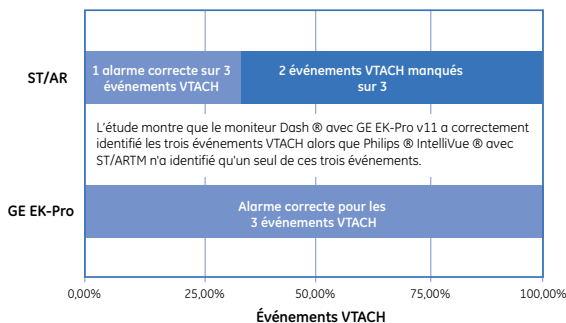 ST/AR
1 alarme correcte sur 3
événements VTACH
2 événements VTACH manqués
sur 3
L'étude montre que le moniteur Dash ® avec GE EK-Pro v11 a correctement
identifié les trois événements VTACH alors que Philips ® IntelliVue ® avec
ST/ARTM n'a identifié qu'un seul de ces trois événements.
GE EK-Pro
Alarme correcte pour les
3 événements VTACH
0,00% 25,00% 50,00% 75,00% 100,00%
Événements VTACH